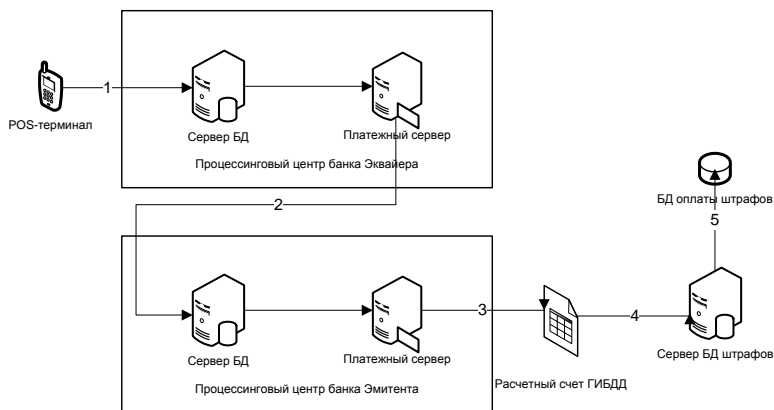 1
POS-терминал
Сервер БД
Платежный сервер
Процессинговый центр банка Эквайера
2
БД оплаты штрафов
5
3
4
Сервер БД
Платежный сервер
Сервер БД штрафов
Расчетный счет ГИБДД
Процессинговый центр банка Эмитента